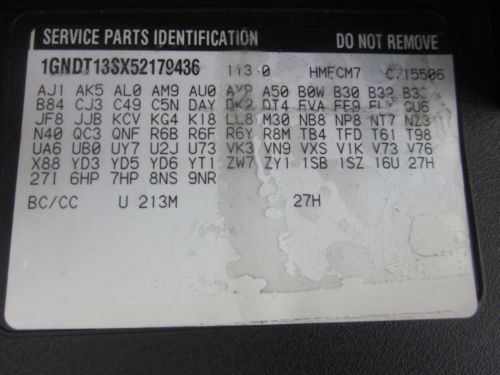 SERVICE PARTS IDENTIFICATION DO NOT REMOVE
1GNDT13SX52179436 HMFCM7
AJ1 AK5 AL0 AM9 AU0 A50 B0W B30 B32
B84 CJ3 C49 C5N DAY DK2 DT4 EVA FE9 GU6
JF8 JJB KCV KG4 K18 LL8 M30 NB8 NP8 NT7 NZ3
N40 QC3 QNF R6B R6F R6Y R8M TB4 TFD T61 T98
UA6 UB0 UY7 U2J U73 VK3 VN9 VXS V1K V73 V76
X88 YD3 YD5 YD6 YT1 ZW7 ZY1 1SB 1SZ 16U 27H
27I 6HP 7HP 8NS 9NR
BC/CC U 213M 27H